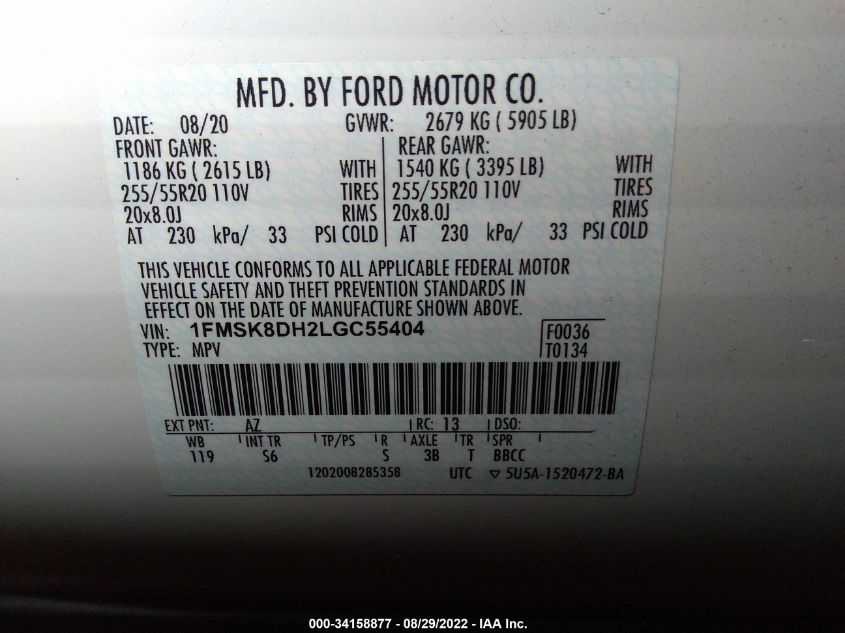 MFD. BY FORD MOTOR CO.
DATE: 08/20 GVWR: 2679 KG ( 5905 LB)
FRONT GAWR: REAR GAWR:
1186 KG ( 2615 LB) WITH 1540 KG ( 3395 LB) WITH
255/55R20 110V TIRES 255/55R20 110V TIRES
20x8.0J RIMS 20x8.0J RIMS
AT 230 kPa/ 33 PSI COLD AT 230 kPa/ 33 PSI COLD
THIS VEHICLE CONFORMS TO ALL APPLICABLE FEDERAL MOTOR
VEHICLE SAFETY AND THEFT PREVENTION STANDARDS IN
EFFECT ON THE DATE OF MANUFACTURE SHOWN ABOVE.
VIN: 1FMSK8DH2LGC55404 F0036
TYPE: MPV T0134
EXT PNT: AZ RC: 13 DSO:
WB INT TR TP/PS R AXLE TR SPR
119 S6 S 3B T BBCC
1202008285358 UTC ▽ 5U5A-1520472-BA
000-34158877 - 08/29/2022 - IAA Inc.